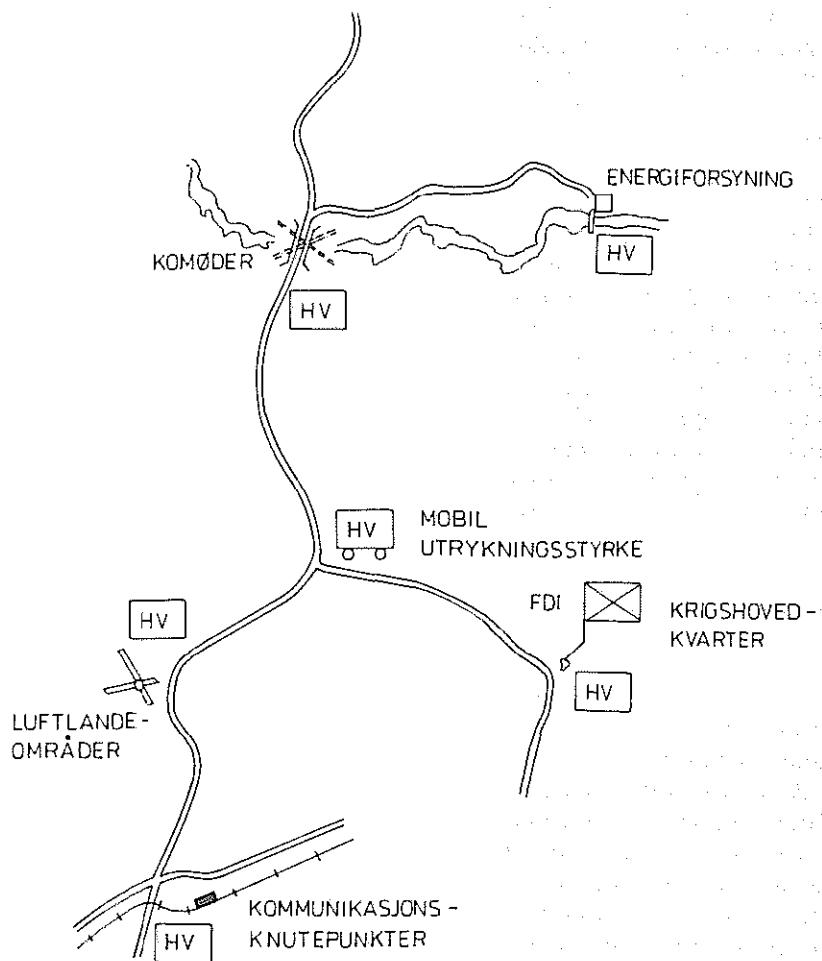 ENERGIFORSYNING
HV
KOMØDER
HV
HV
MOBIL
UTRYKNINGSSTYRKE
FDI
KRIGSHOVED-
KVARTER
HV
HV
LUFTLANDE-
OMRÅDER
KOMMUNIKASJONS-
KNUTEPUNKTER
HV